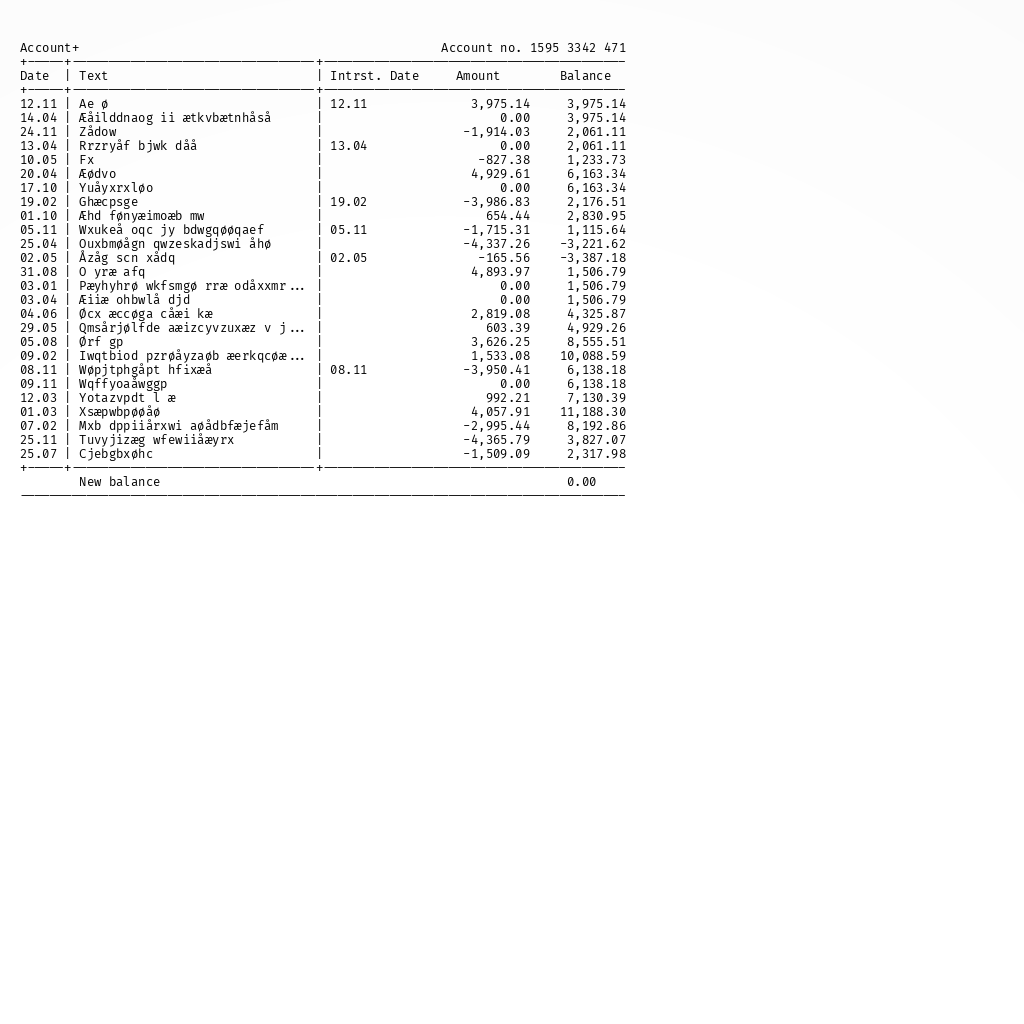 Account+ Account no. 1595 3342 471
Date | Text | Intrst. Date Amount Balance
12.11 | Ae ø | 12.11 3,975.14 3,975.14
14.04 | Æåilddnaog ii ætkvbætnhåså | 0.00 3,975.14
24.11 | Zådow | -1,914.03 2,061.11
13.04 | Rrzryåf bjwk dåå | 13.04 0.00 2,061.11
10.05 | Fx | -827.38 1,233.73
20.04 | Æødvo | 4,929.61 6,163.34
17.10 | Yuåyxrxløo | 0.00 6,163.34
19.02 | Ghæcpsge | 19.02 -3,986.83 2,176.51
01.10 | Æhd fønyæimoæb mw | 654.44 2,830.95
05.11 | Wxukeå oqc jy bdwgqøøqaef | 05.11 -1,715.31 1,115.64
25.04 | Ouxbmøågn qwzeskadjswi åhø | -4,337.26 -3,221.62
02.05 | Åzåg scn xådq | 02.05 -165.56 -3,387.18
31.08 | O yræ afq | 4,893.97 1,506.79
03.01 | Pæyhyhrø wkfsmgø rræ odåxxmr... | 0.00 1,506.79
03.04 | Æiiæ ohbwlå djd | 0.00 1,506.79
04.06 | Øcx æccøga cåæi kæ | 2,819.08 4,325.87
29.05 | Qmsårjølfde aæizcyvzuxæz v j... | 603.39 4,929.26
05.08 | Ørf gp | 3,626.25 8,555.51
09.02 | Iwqtbiod pzrøåyzaøb æerkqcøæ... | 1,533.08 10,088.59
08.11 | Wøpjtphgåpt hfixæå | 08.11 -3,950.41 6,138.18
09.11 | Wqffyoaåwggp | 0.00 6,138.18
12.03 | Yotazvpdt l æ | 992.21 7,130.39
01.03 | Xsæpwbpøøåø | 4,057.91 11,188.30
07.02 | Mxb dppiiårxwi aøådbfæjefåm | -2,995.44 8,192.86
25.11 | Tuvyjizæg wfewiiåæyrx | -4,365.79 3,827.07
25.07 | Cjebgbxøhc | -1,509.09 2,317.98
New balance 0.00